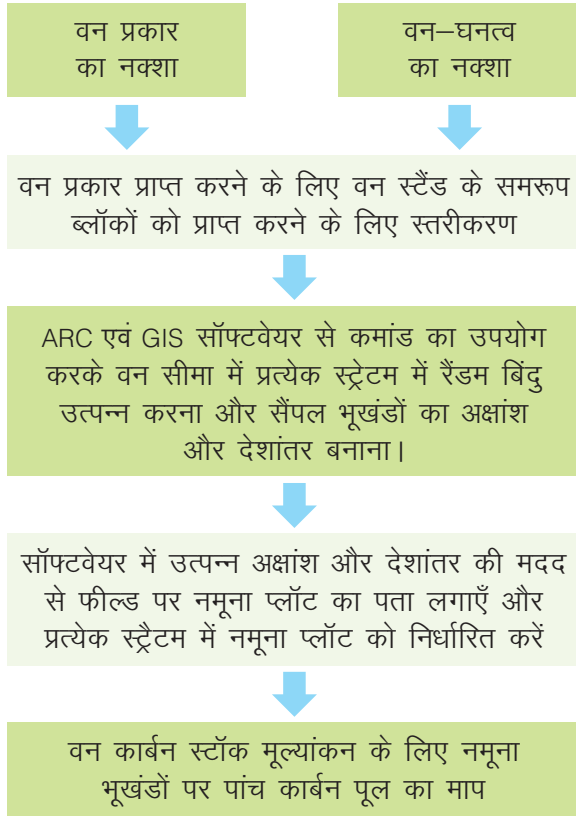 वन प्रकार
का नक्शा
वन–घनत्व
का नक्शा
वन प्रकार प्राप्त करने के लिए वन स्टैंड के समरूप
ब्लॉकों को प्राप्त करने के लिए स्तरीकरण
ARC एवं GIS सॉफ्टवेयर से कमांड का उपयोग
करके वन सीमा में प्रत्येक स्ट्रेटम में रैंडम बिंदु
उत्पन्न करना और सैंपल भूखंडों का अक्षांश
और देशांतर बनाना।
सॉफ्टवेयर में उत्पन्न अक्षांश और देशांतर की मदद
से फील्ड पर नमूना प्लॉट का पता लगाएँ और
प्रत्येक स्ट्रैटम में नमूना प्लॉट को निर्धारित करें
वन कार्बन स्टॉक मूल्यांकन के लिए नमूना
भूखंडों पर पांच कार्बन पूल का माप